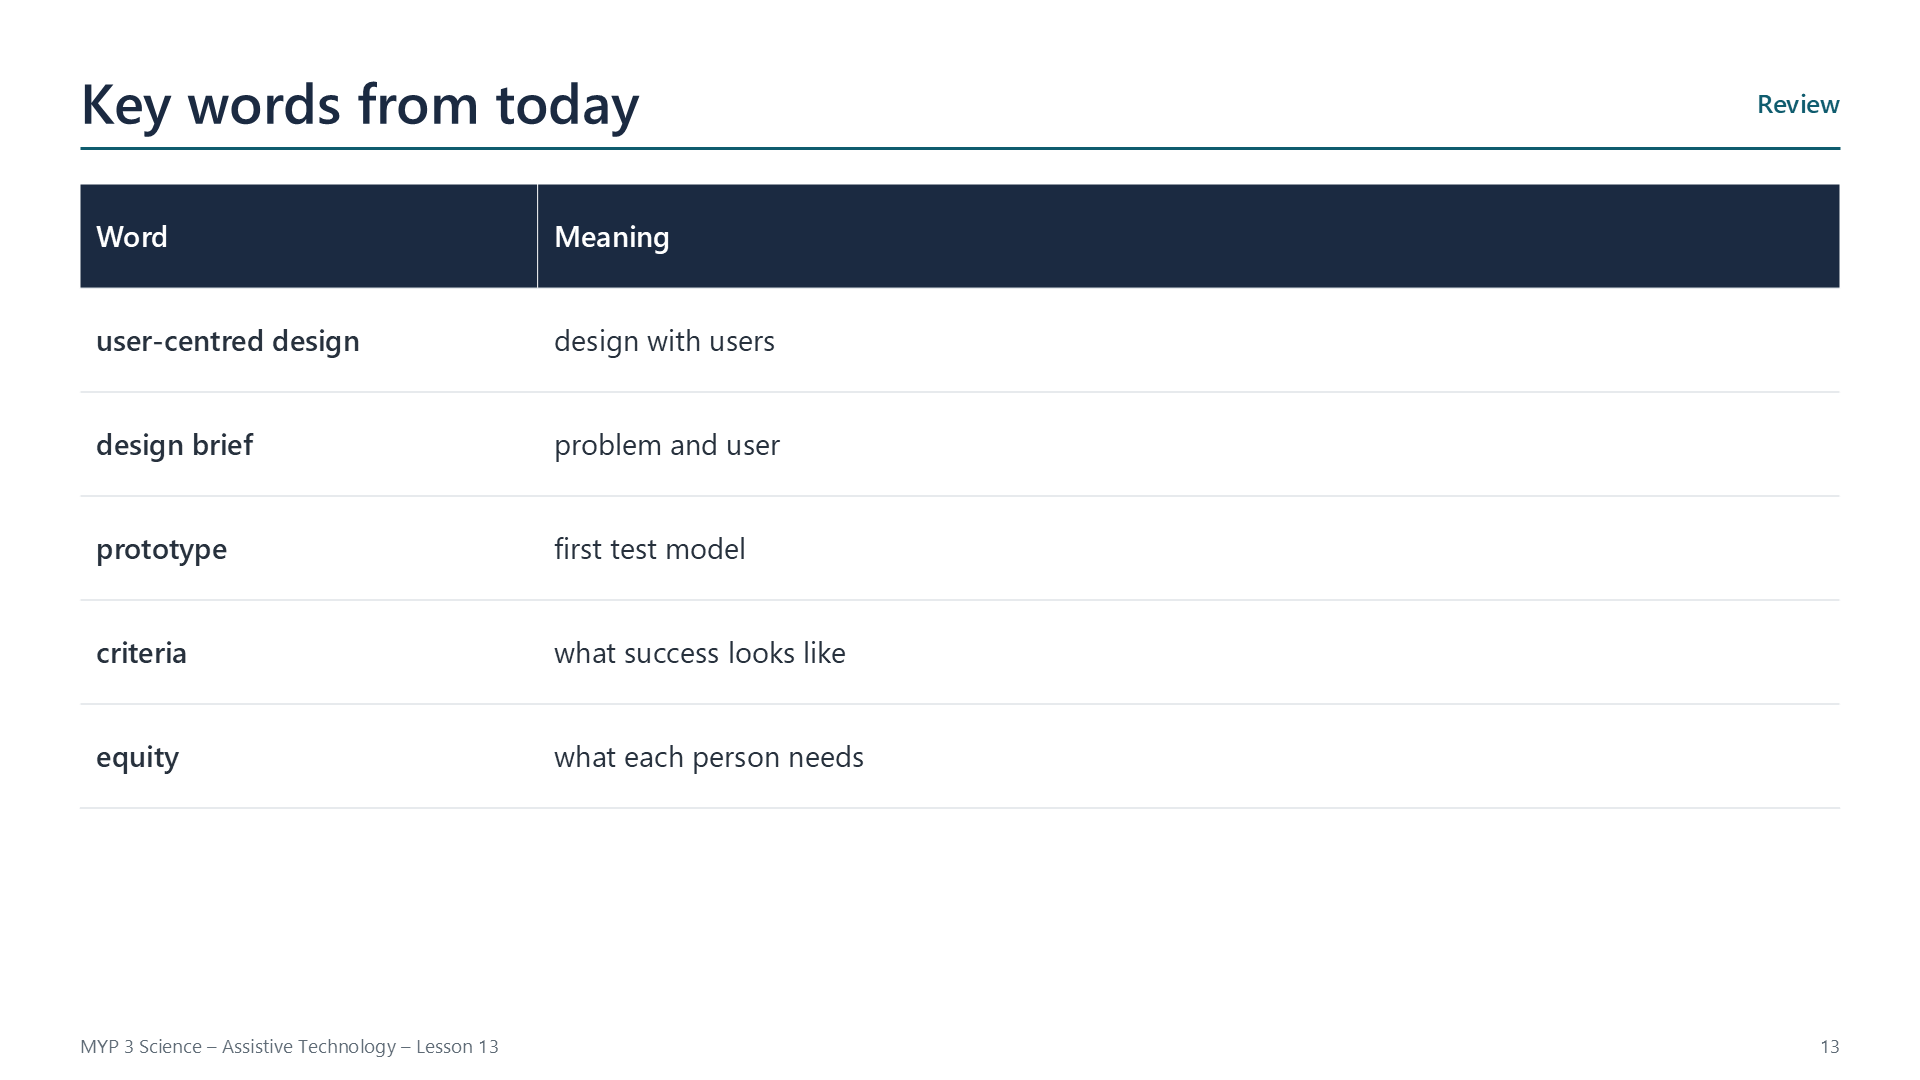 Key words from today
Review
Word
Meaning
user-centred design
design with users
design brief
problem and user
prototype
first test model
criteria
what success looks like
equity
what each person needs
MYP 3 Science – Assistive Technology – Lesson 13
13